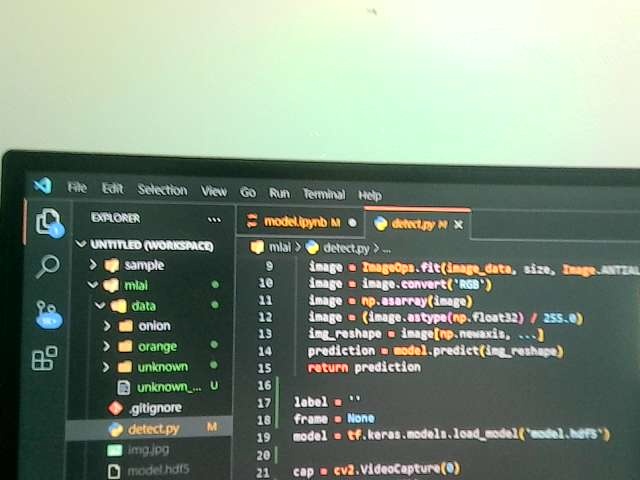 File Edit Selection View Go Run Terminal Help
EXPLORER ...
model.ipynb M
detect.py M
UNTITLED (WORKSPACE)
mlai > detect.py > ...
sample
mlai
data
onion
orange
unknown
unknown_... U
.gitignore
detect.py M
img.jpg
model.hdf5
9 image = ImageOps.fit(image_data, size, Image.ANTIAL
10 image = image.convert('RGB')
11 image = np.asarray(image)
12 image = (image.astype(np.float32) / 255.0)
13 img_reshape = image[np.newaxis, ...]
14 prediction = model.predict(img_reshape)
15 return prediction
16
17 label = ''
18 frame = None
19 model = tf.keras.models.load_model('model.hdf5')
20
21 cap = cv2.VideoCapture(0)